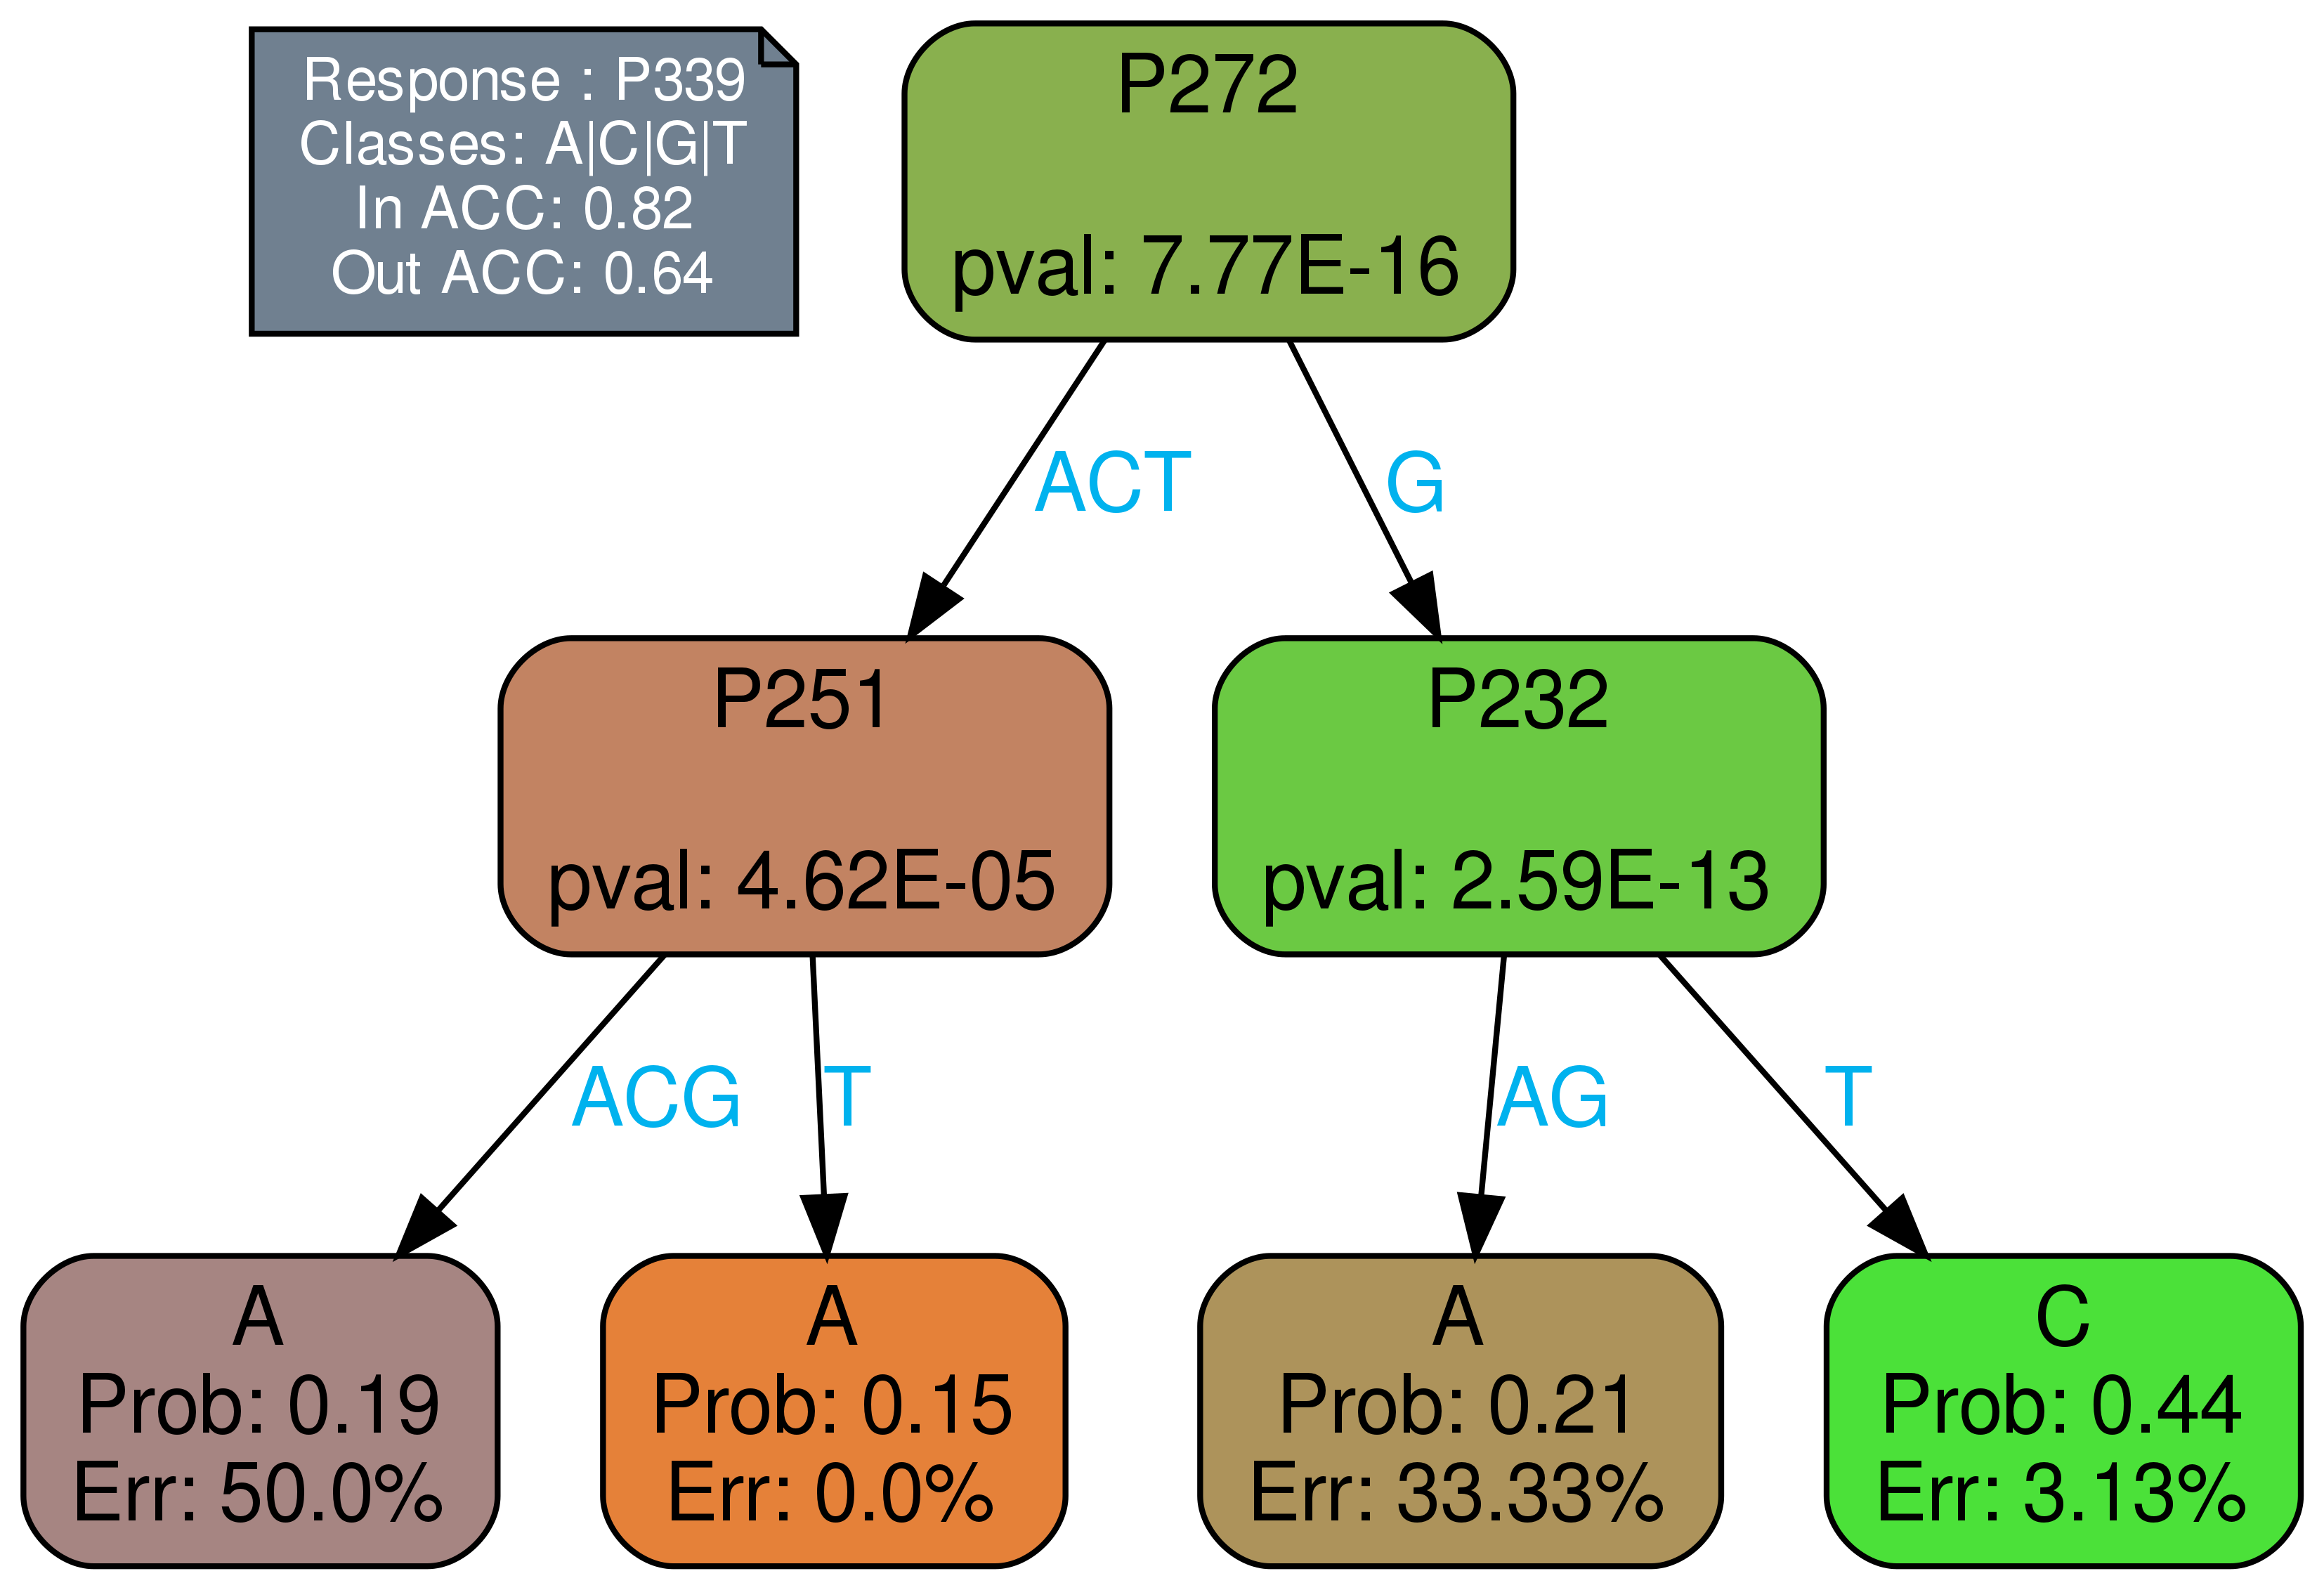 Response : P339
Classes: A|C|G|T
In ACC: 0.82
Out ACC: 0.64
P272
pval: 7.77E-16
ACT
G
P251
pval: 4.62E-05
P232
pval: 2.59E-13
ACG
T
AG
T
A
Prob: 0.19
Err: 50.0%
A
Prob: 0.15
Err: 0.0%
A
Prob: 0.21
Err: 33.33%
C
Prob: 0.44
Err: 3.13%